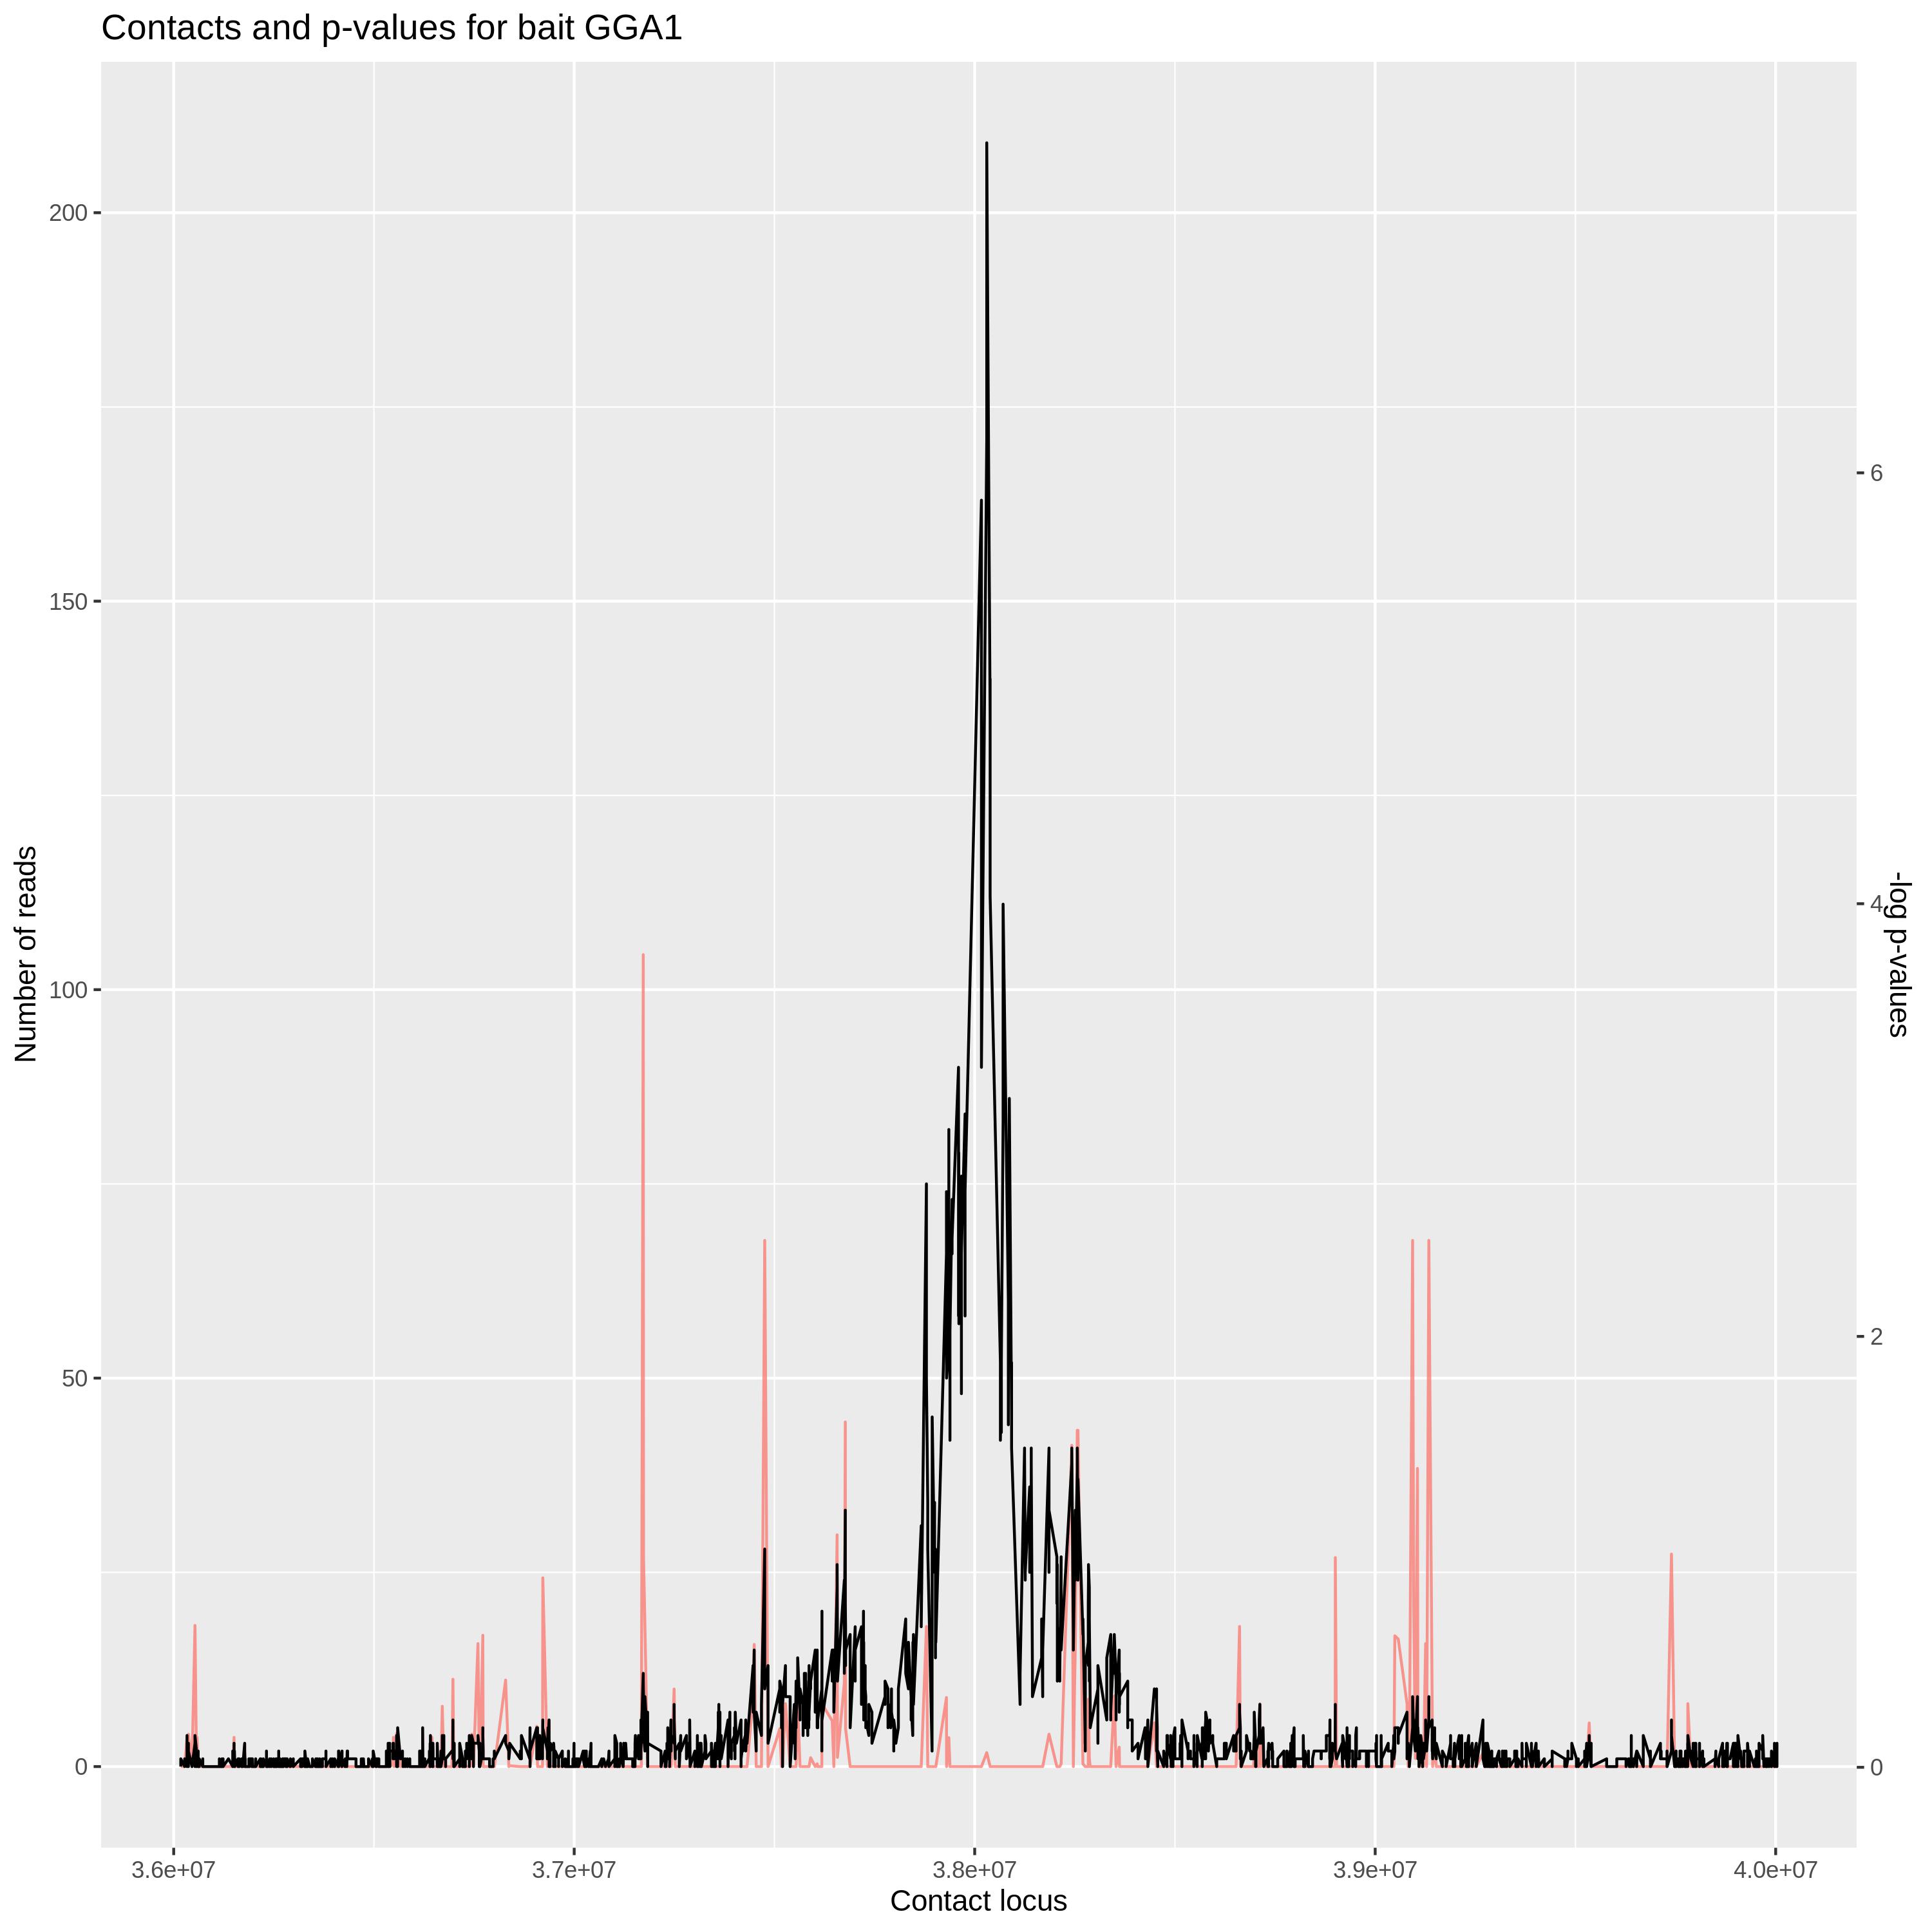 Contacts and p-values for bait GGA1
200
150
100
50
0
Number of reads
6
4
2
0
-log p-values
3.6e+07 3.7e+07 3.8e+07 3.9e+07 4.0e+07
Contact locus